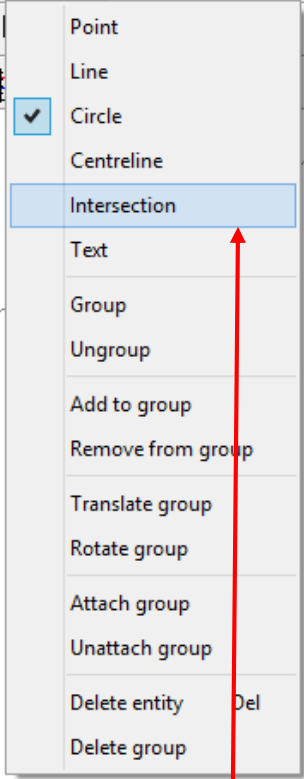 Point
Line
Circle
Centreline
Intersection
Text
Group
Ungroup
Add to group
Remove from group
Translate group
Rotate group
Attach group
Unattach group
Delete entity Del
Delete group